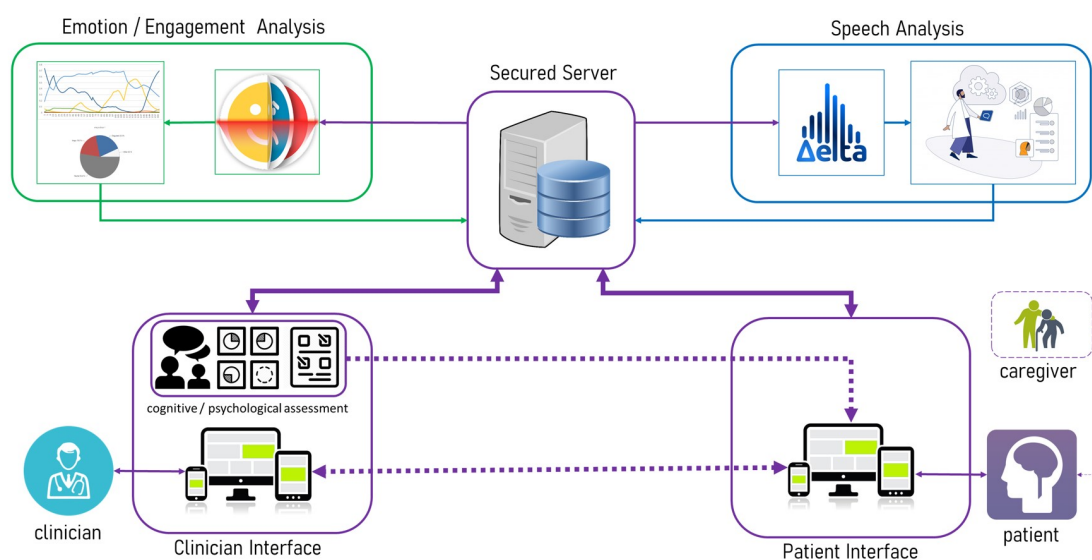 Emotion / Engagement Analysis
Speech Analysis
Secured Server
Δelta
caregiver
cognitive / psychological assessment
clinician
Clinician Interface
Patient Interface
patient